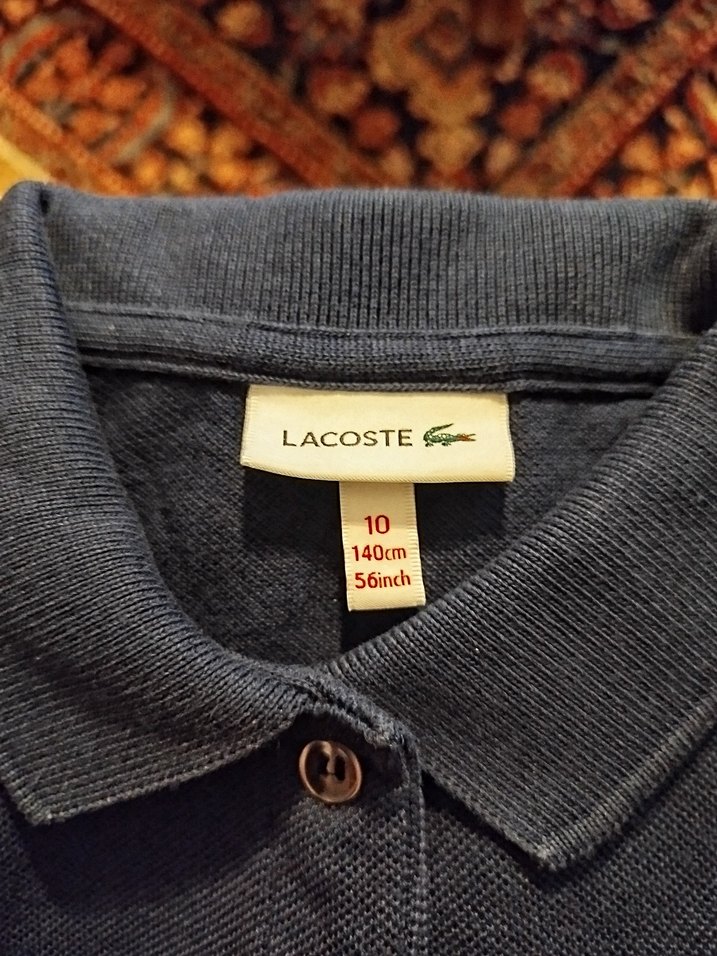 LACOSTE
10
140cm
56inch